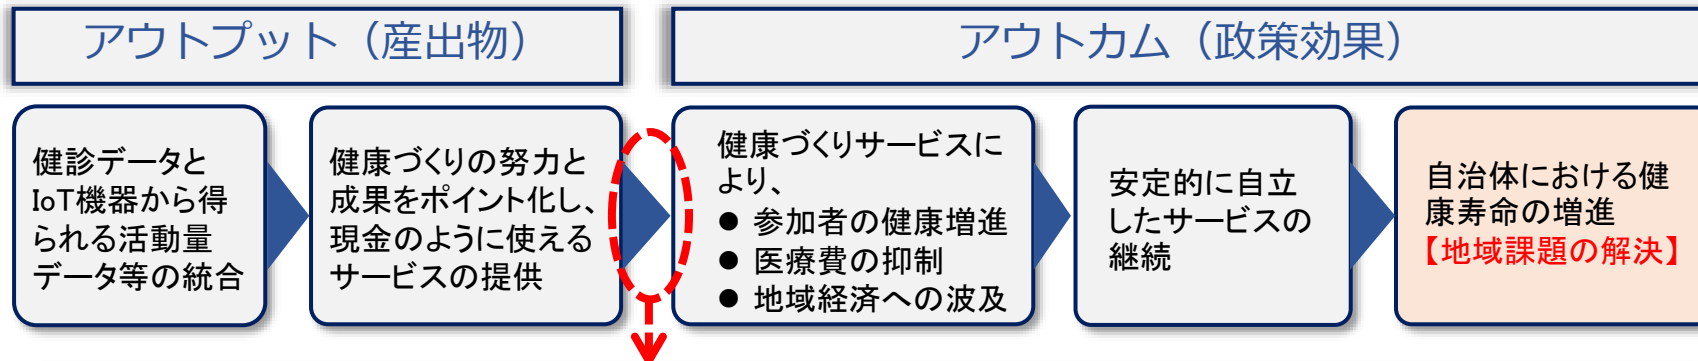 アウトプット（産出物）
アウトカム（政策効果）
健診データと
IoT機器から得
られる活動量
データ等の統合
健康づくりの努力と
成果をポイント化し、
現金のように使える
サービスの提供
健康づくりサービスに
より、
● 参加者の健康増進
● 医療費の抑制
● 地域経済への波及
安定的に自立
したサービスの
継続
自治体における健
康寿命の増進
【地域課題の解決】